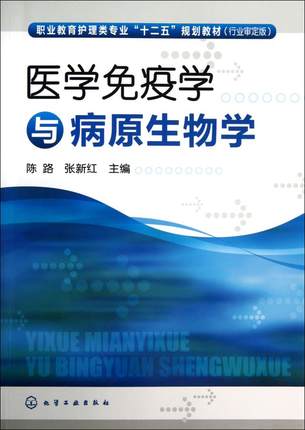 职业教育护理类专业“十二五”规划教材(行业审定版)
医学免疫学
与病原生物学
陈路 张新红 主编
YIXUE MIANYIXUE
YU BINGYUAN SHENGWUXUE
化学工业出版社